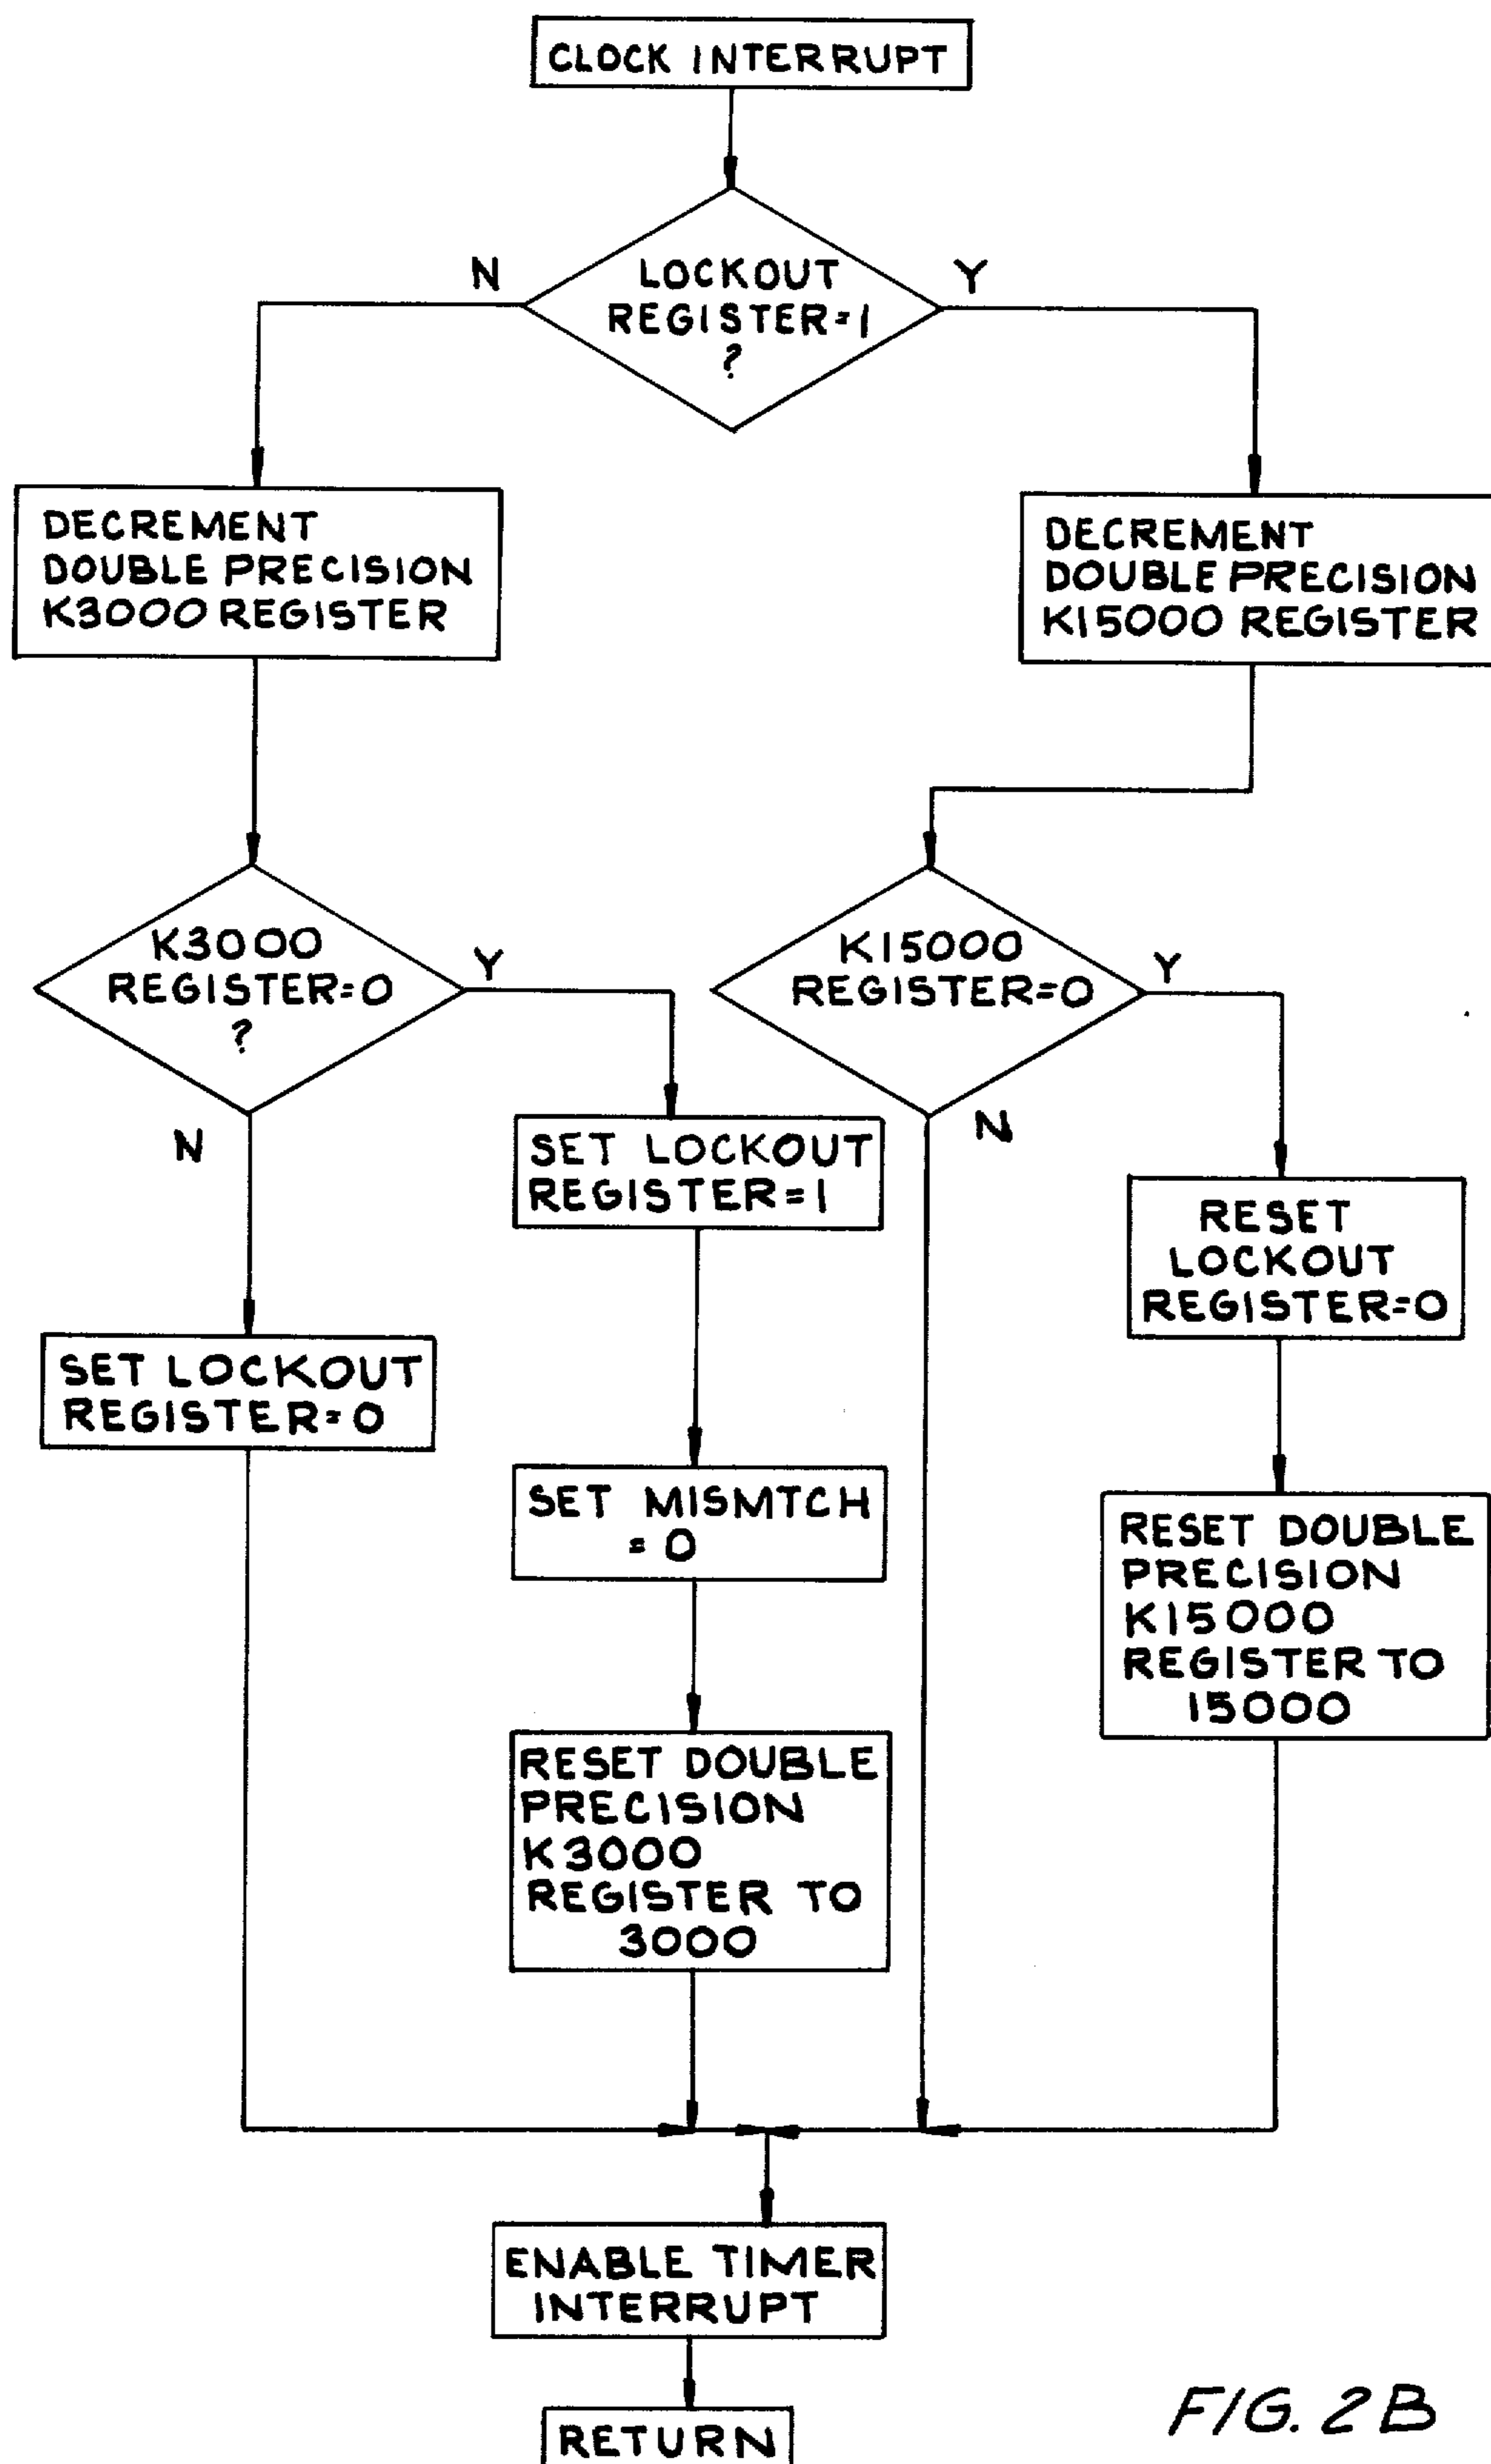 CLOCK INTERRUPT
N
LOCKOUT
REGISTER=1
?
Y
DECREMENT
DOUBLE PRECISION
K3000 REGISTER
DECREMENT
DOUBLE PRECISION
K15000 REGISTER
K3000
REGISTER=0
?
Y
N
K15000
REGISTER=0
Y
N
SET LOCKOUT
REGISTER=1
RESET
LOCKOUT
REGISTER=0
SET LOCKOUT
REGISTER=0
SET MISMTCH
=0
RESET DOUBLE
PRECISION
K15000
REGISTER TO
15000
RESET DOUBLE
PRECISION
K3000
REGISTER TO
3000
ENABLE TIMER
INTERRUPT
RETURN
FIG. 2B